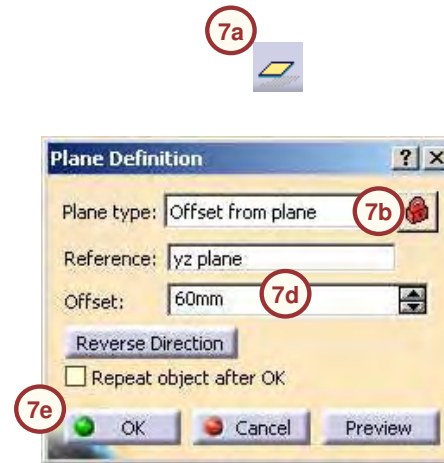 7a
Plane Definition ? X
Plane type: Offset from plane 7b
Reference: yz plane
Offset: 60mm 7d
Reverse Direction
Repeat object after OK
7e
OK Cancel Preview